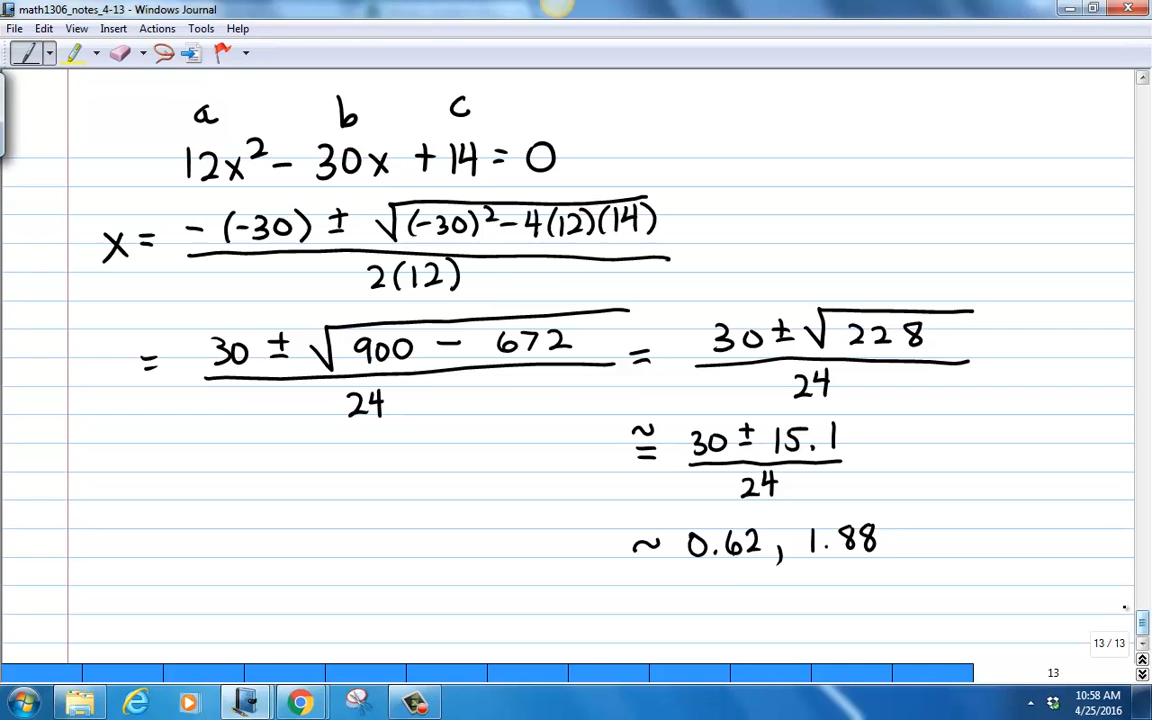 math1306_notes_4-13 - Windows Journal
File Edit View Insert Actions Tools Help
a b c
12x² - 30x + 14 = 0
x = -(-30) ± √((-30)² - 4(12)(14))
2(12)
= 30 ± √(900 - 672) = 30 ± √228
24 24
≅ 30 ± 15.1
24
~ 0.62, 1.88
13 / 13
13
10:58 AM
4/25/2016